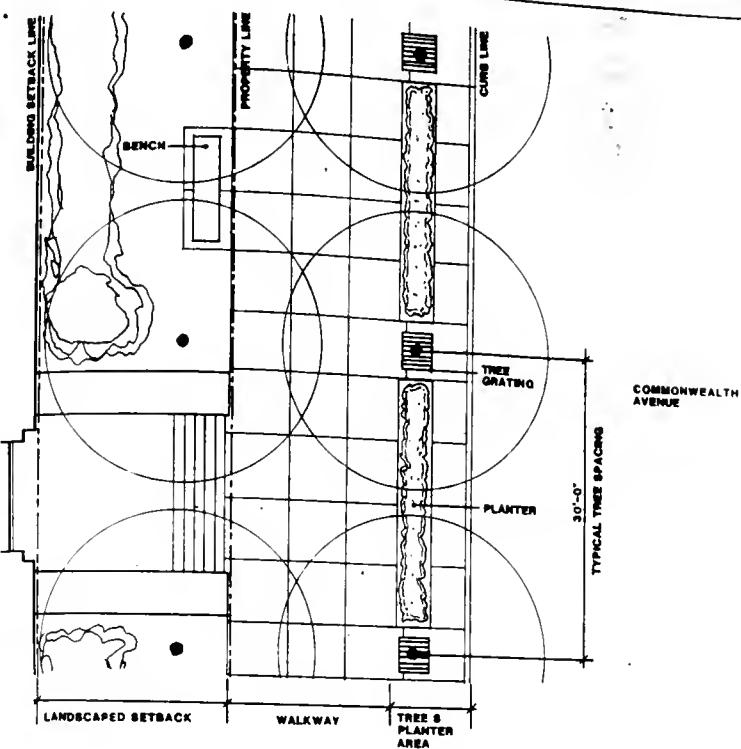 BUILDING SETBACK LINE
PROPERTY LINE
CURB LINE
BENCH
TREE
GRATING
COMMONWEALTH
AVENUE
PLANTER
30'-0"
TYPICAL TREE SPACING
LANDSCAPED SETBACK
WALKWAY
TREE &
PLANTER
AREA